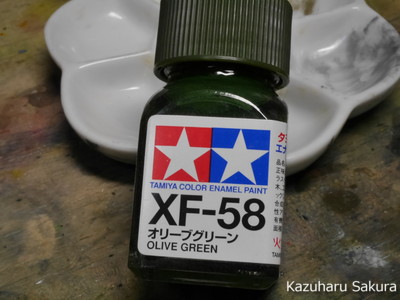 TAMIYA COLOR ENAMEL PAINT
XF-58
オリーブグリーン
OLIVE GREEN
Kazuharu Sakura